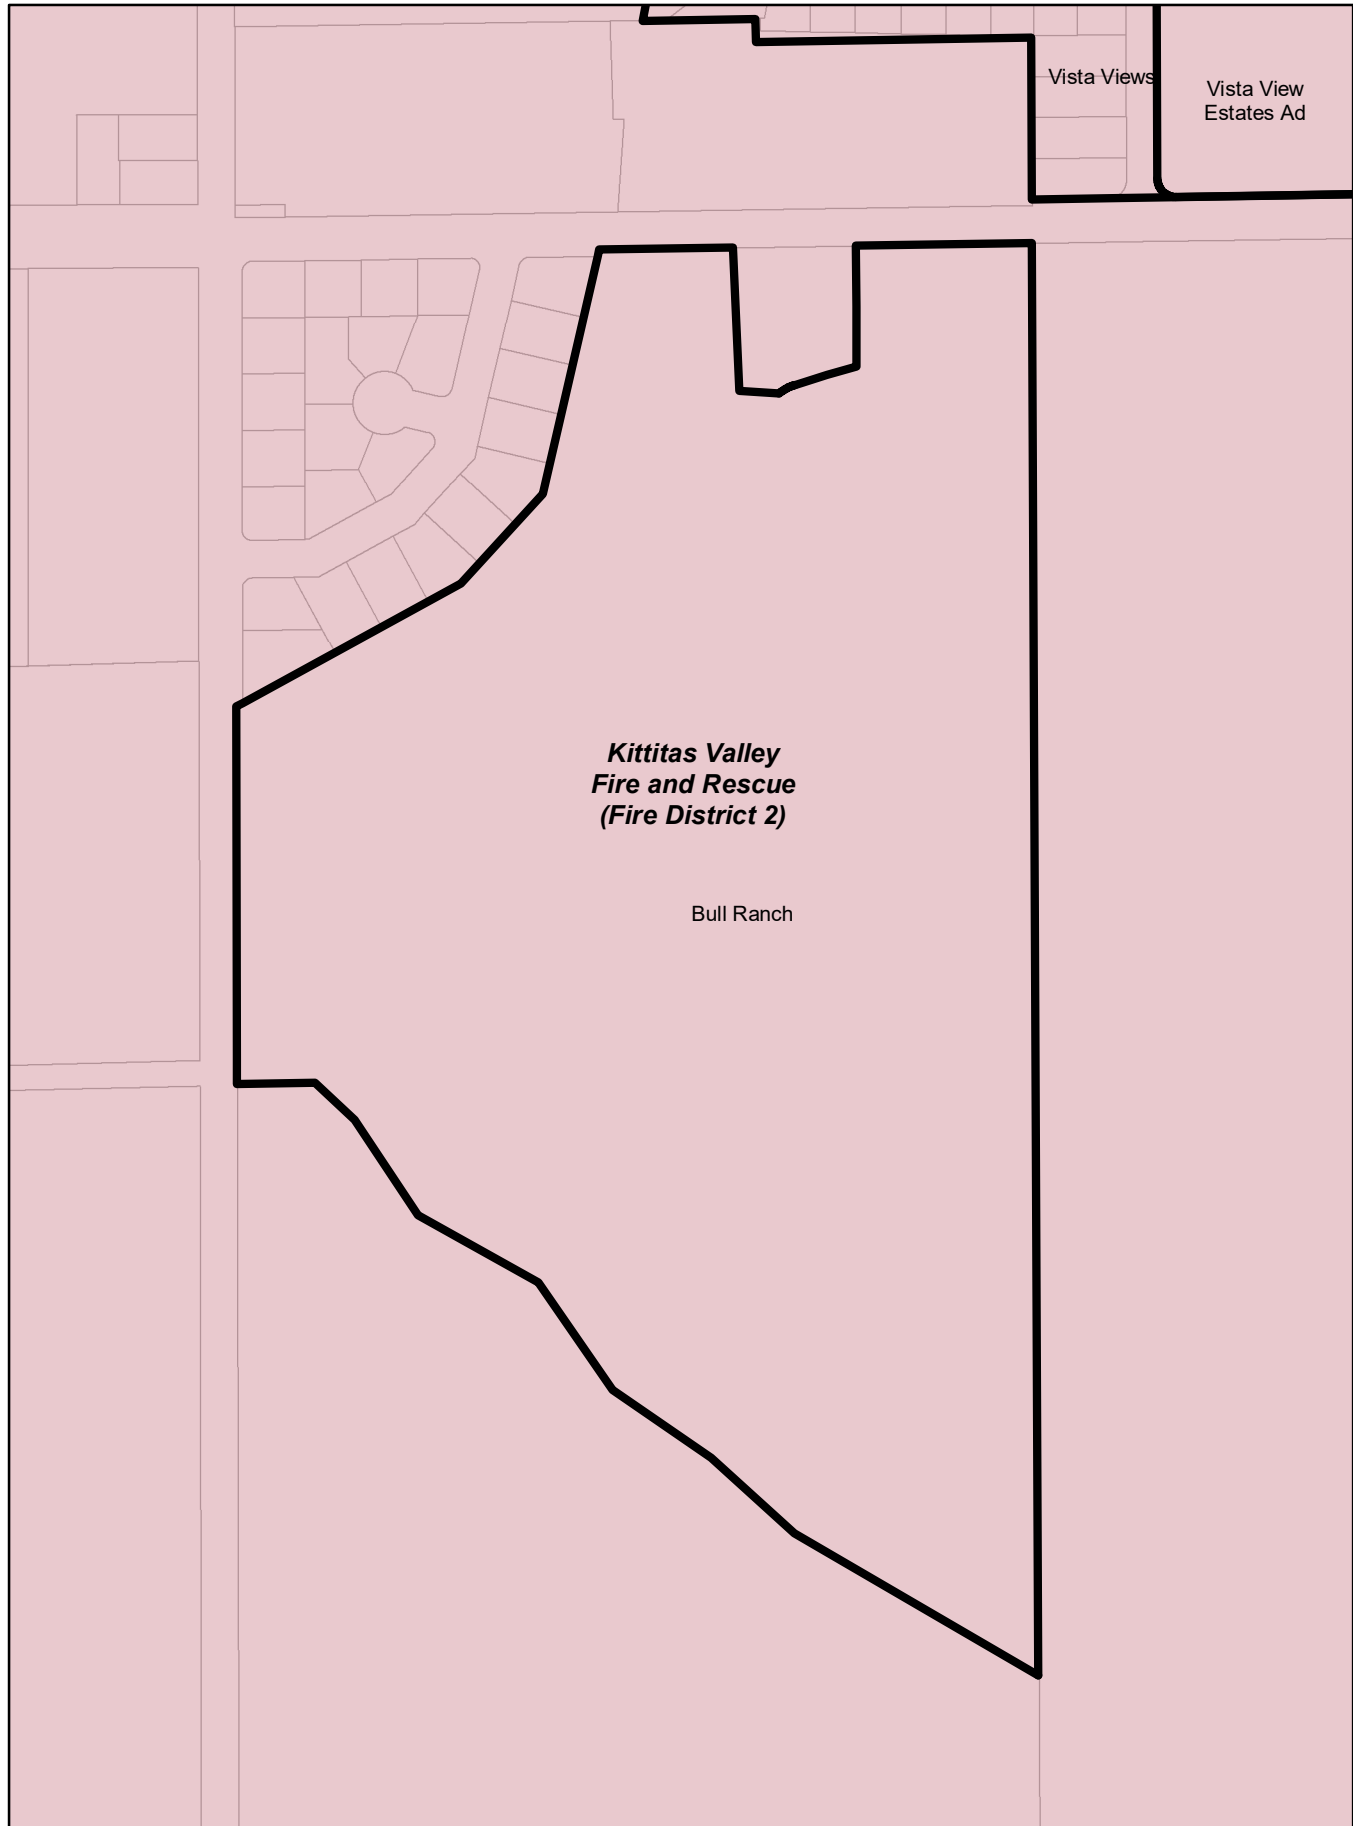 Vista Views
Vista View
Estates Ad
Kittitas Valley
Fire and Rescue
(Fire District 2)
Bull Ranch